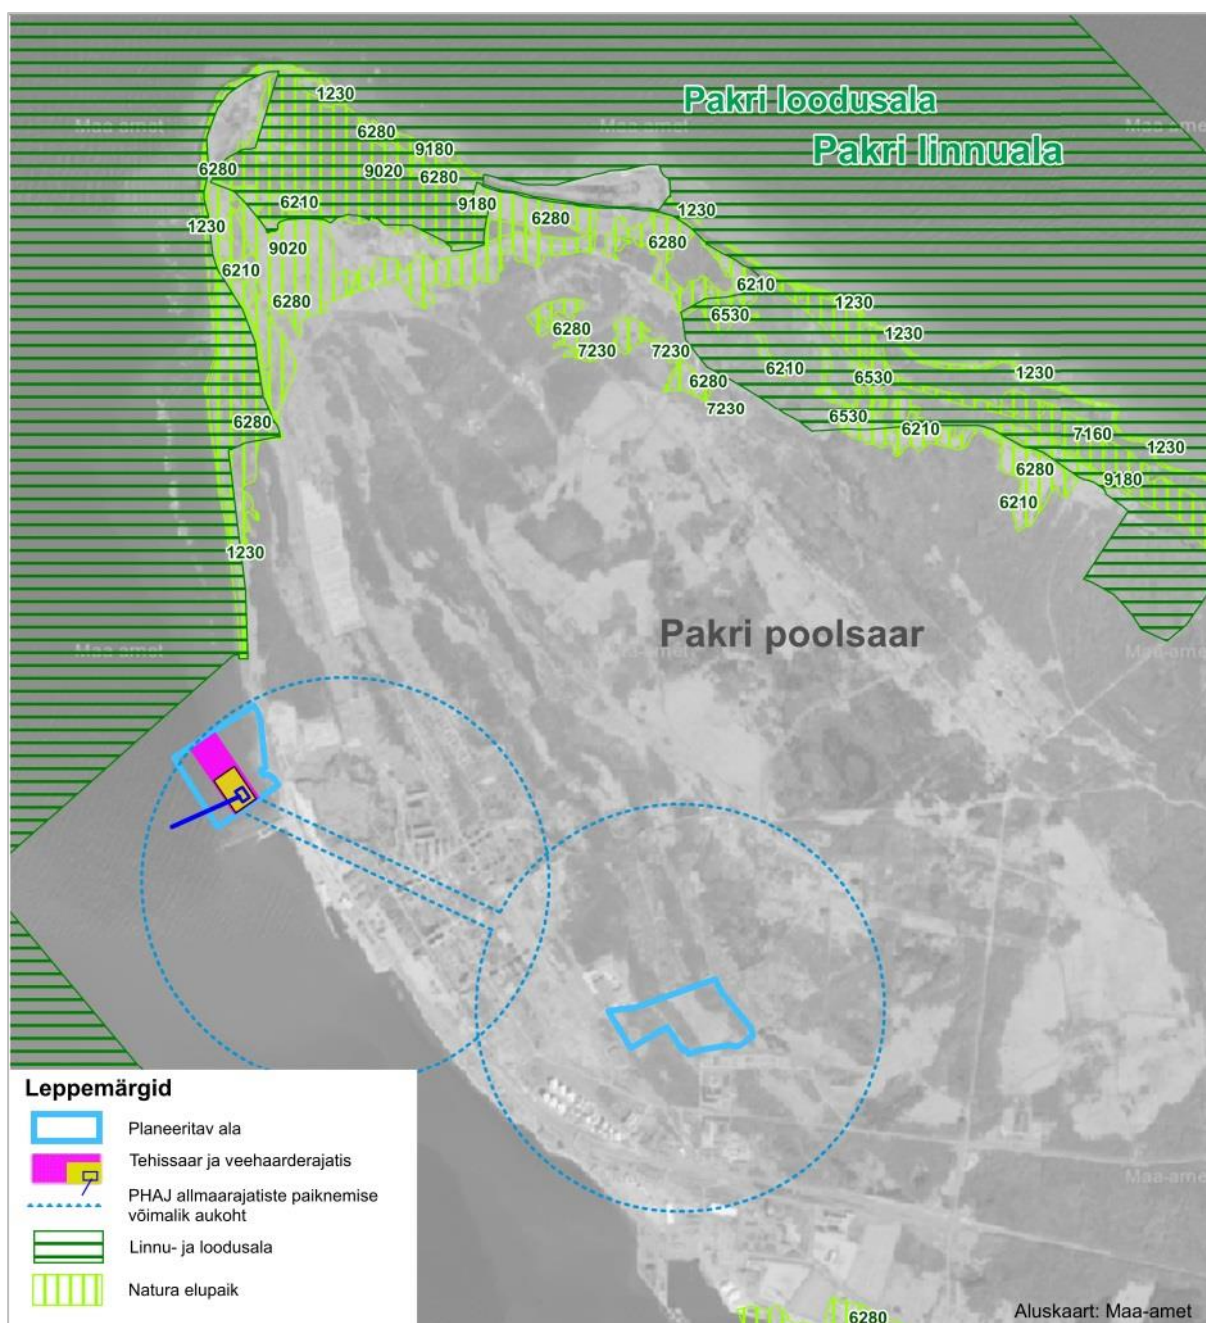 1230
Pakri loodusala
Maa-amet
Maa-amet
Maa-amet
6280
9180
Pakri linnuala
6280
9020
6280
6210
9180
6280
1230
1230
9020
6280
6210
6210
6280
6530
1230
6280
1230
7230
7230
6210
1230
6280
6530
7230
6280
6530
6210
7160
1230
6280
9180
6210
1230
Pakri poolsaar
Maa-amet
Maa-amet
Maa-amet
Leppemärgid
Planeeritav ala
Tehissaar ja veehaarderajatis
PHAJ allmaarajatiste paiknemise
võimalik aukoht
Linnu- ja loodusala
Natura elupaik
Maa-amet
6280
Aluskaart: Maa-amet